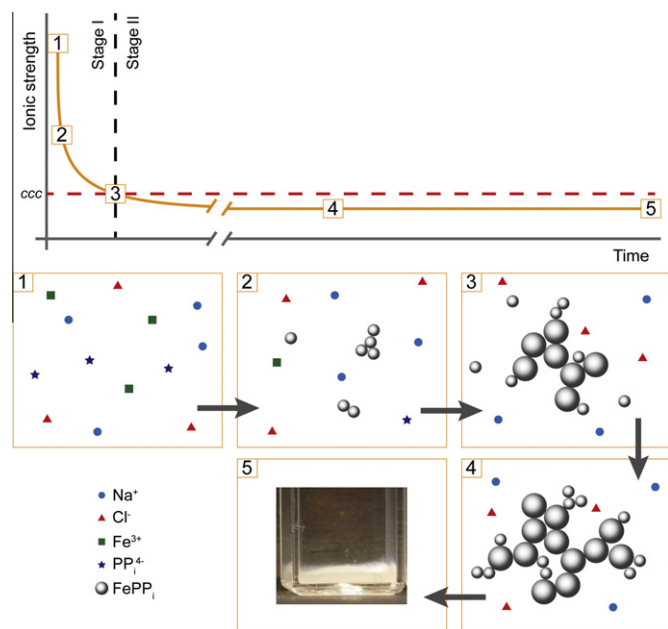 Ionic strength
Stage I
Stage II
1
2
ccc
3
4
5
Time
1
2
3
5
4
Na⁺
Cl⁻
Fe³⁺
PPᵢ⁴⁻
FePPᵢ